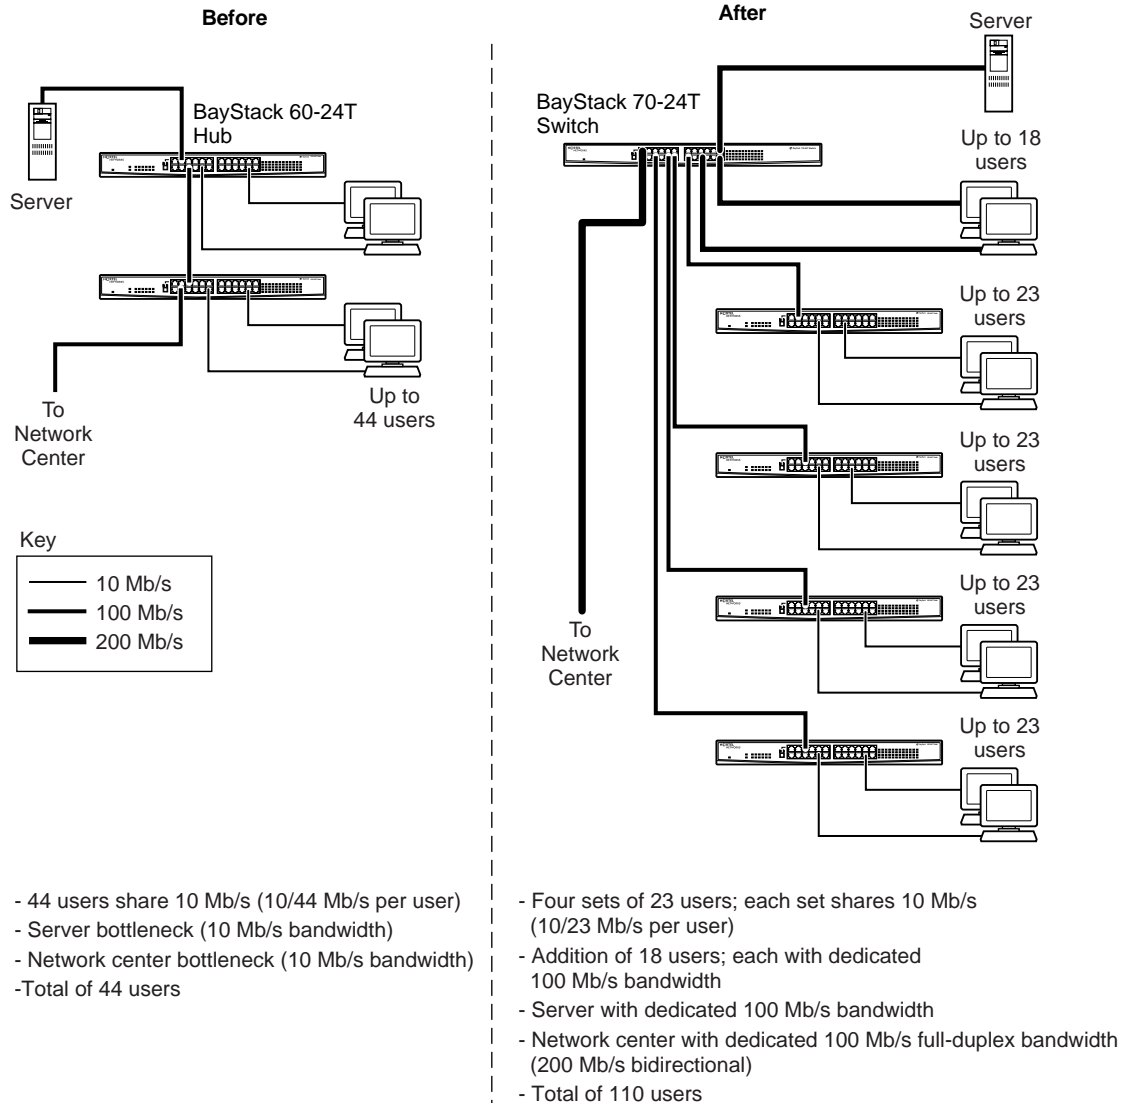 Before
BayStack 60-24T
Hub
Server
To
Network
Center
Up to
44 users
Key
10 Mb/s
100 Mb/s
200 Mb/s
- 44 users share 10 Mb/s (10/44 Mb/s per user)
- Server bottleneck (10 Mb/s bandwidth)
- Network center bottleneck (10 Mb/s bandwidth)
-Total of 44 users
After
Server
BayStack 70-24T
Switch
Up to 18
users
Up to 23
users
Up to 23
users
Up to 23
users
Up to 23
users
To
Network
Center
- Four sets of 23 users; each set shares 10 Mb/s
(10/23 Mb/s per user)
- Addition of 18 users; each with dedicated
100 Mb/s bandwidth
- Server with dedicated 100 Mb/s bandwidth
- Network center with dedicated 100 Mb/s full-duplex bandwidth
(200 Mb/s bidirectional)
- Total of 110 users